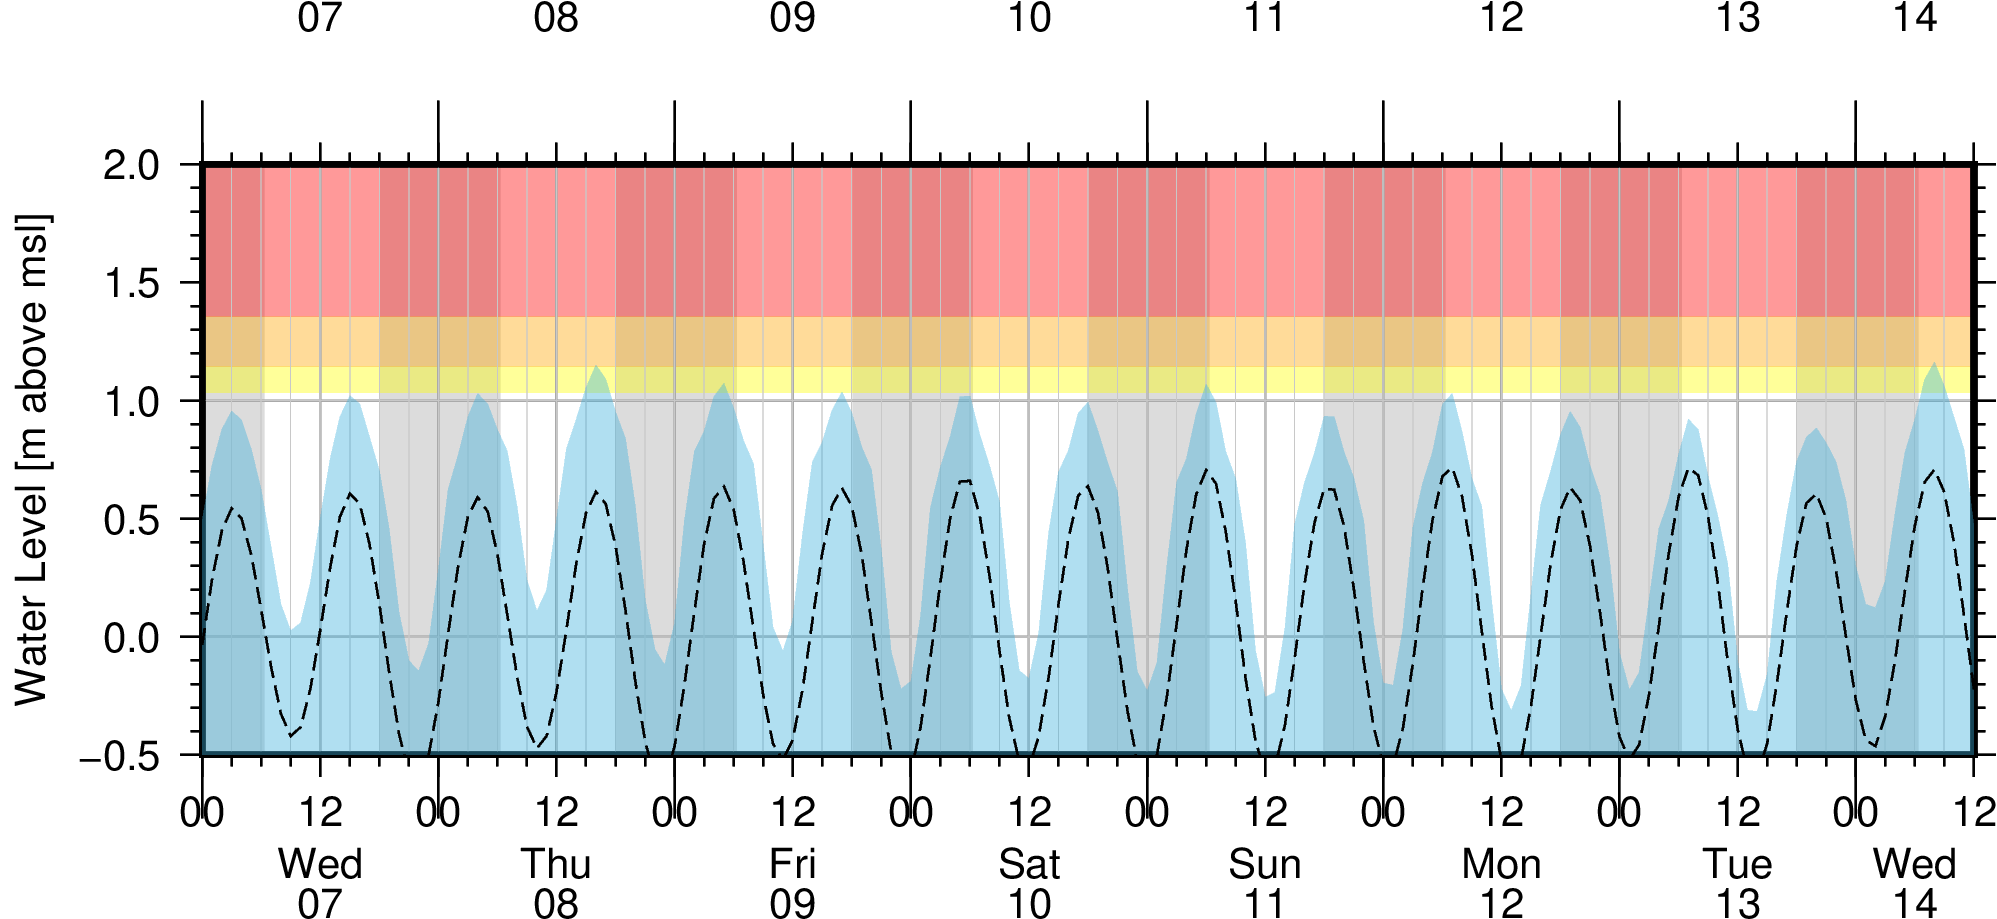 07 08 09 10 11 12 13 14
Water Level [m above msl]
2.0
1.5
1.0
0.5
0.0
−0.5
00 12 00 12 00 12 00 12 00 12 00 12 00 12 00 12
Wed Thu Fri Sat Sun Mon Tue Wed
07 08 09 10 11 12 13 14